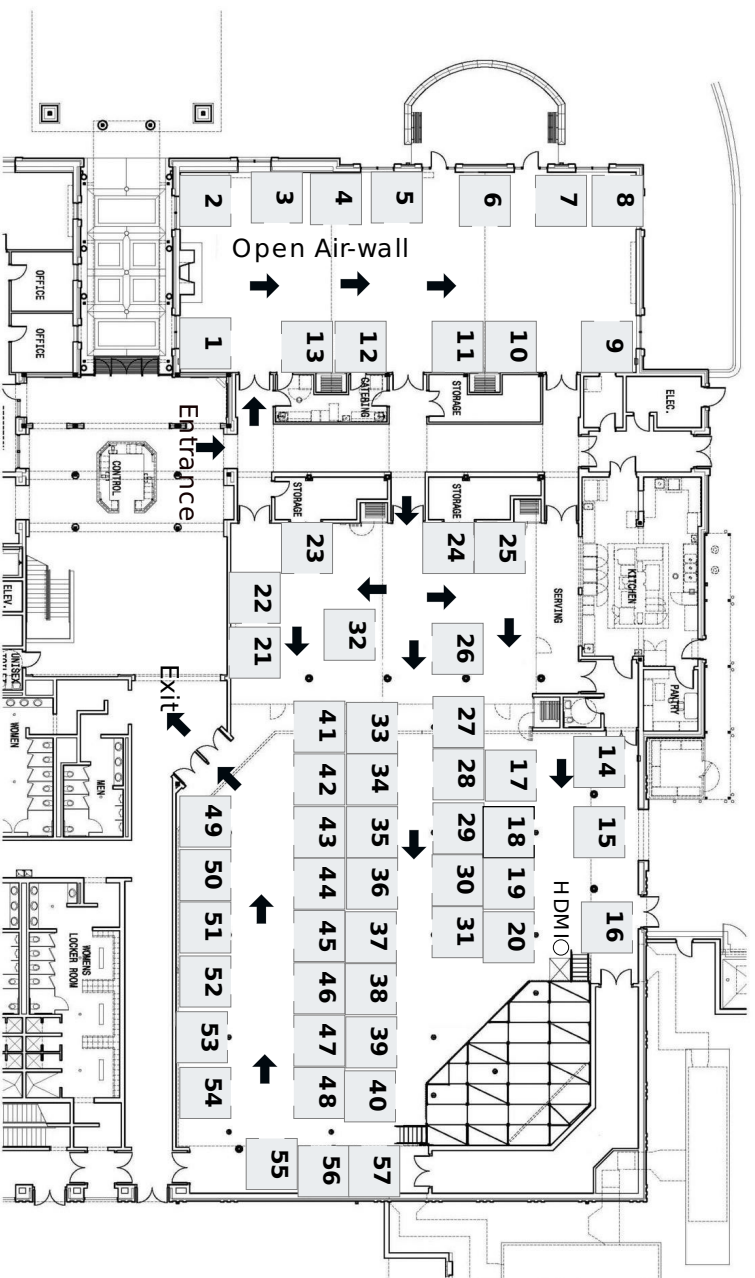 2
3
4
5
6
7
8
Open Air-wall
OFFICE
OFFICE
1
13
12
11
10
9
CATERING
STORAGE
ELEC.
Entrance
CONTROL
STORAGE
STORAGE
23
24
25
KITCHEN
SERVING
ELEV.
22
32
21
26
UNISEX
TOILET
Exit
PANTRY
WOMEN
MEN
41
33
27
14
42
34
28
17
49
43
35
29
18
15
50
44
36
30
19
HDMI
51
45
37
31
20
16
WOMENS
LOCKER ROOM
52
46
38
53
47
39
54
48
40
55
56
57